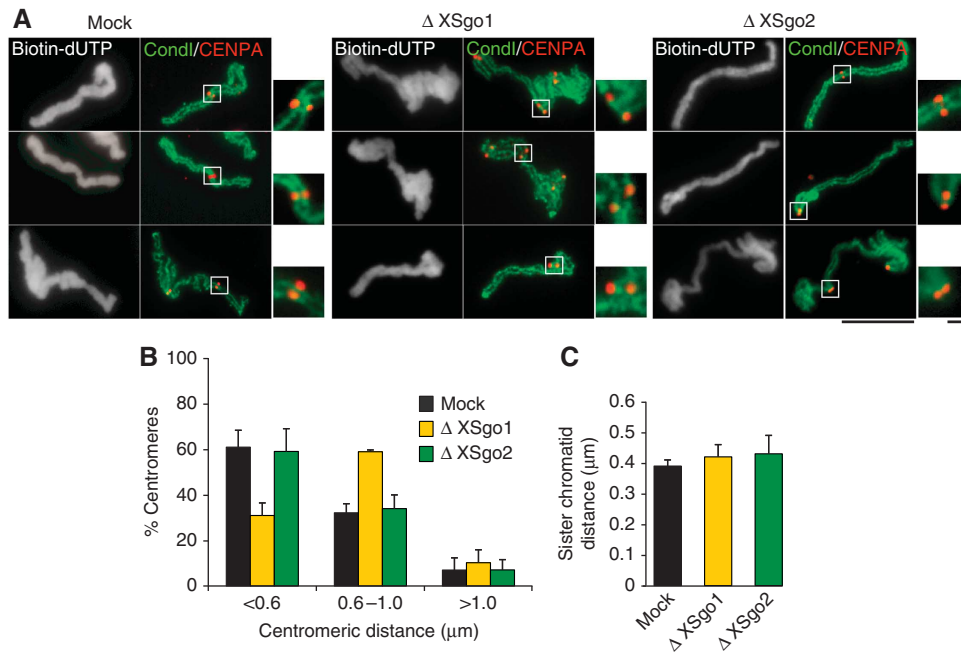 A
Mock
Δ XSgo1
Δ XSgo2
Biotin-dUTP
CondI/CENPA
Biotin-dUTP
CondI/CENPA
Biotin-dUTP
CondI/CENPA
B
100
80
60
40
20
0
% Centromeres
Mock
Δ XSgo1
Δ XSgo2
<0.6
0.6–1.0
>1.0
Centromeric distance (μm)
C
0.6
0.5
0.4
0.3
0.2
0.1
0
Sister chromatid
distance (μm)
Mock
Δ XSgo1
Δ XSgo2